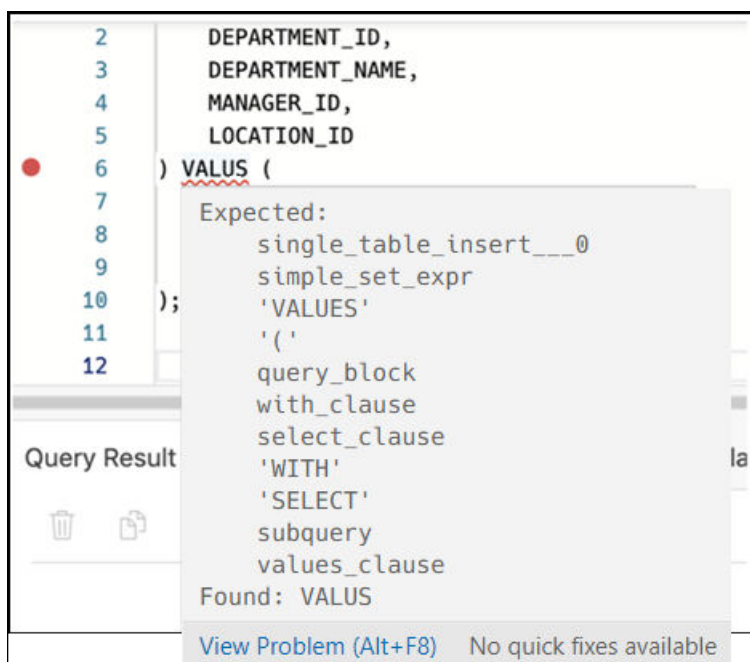 2 DEPARTMENT_ID,
3 DEPARTMENT_NAME,
4 MANAGER_ID,
5 LOCATION_ID
6 ) VALUS (
7
8
9
10 );
11
12
Expected:
single_table_insert___0
simple_set_expr
'VALUES'
'('
query_block
with_clause
select_clause
'WITH'
'SELECT'
subquery
values_clause
Found: VALUS
View Problem (Alt+F8) No quick fixes available
Query Result